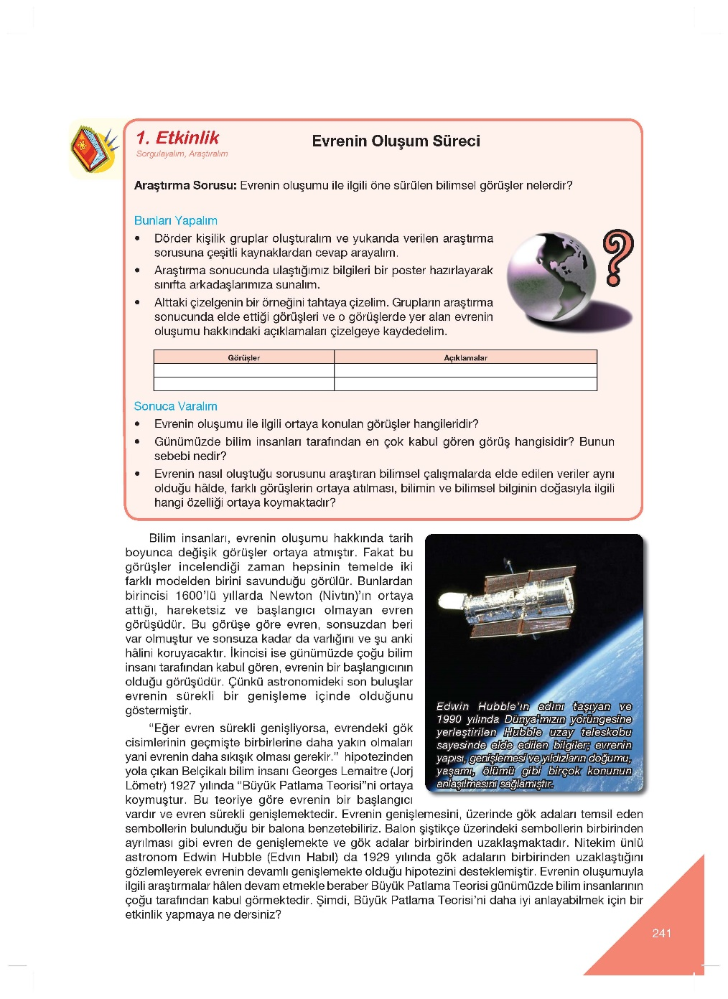 1. Etkinlik
Sorgulayalım, Araştıralım
Evrenin Oluşum Süreci
Araştırma Sorusu: Evrenin oluşumu ile ilgili öne sürülen bilimsel görüşler nelerdir?
Bunları Yapalım
• Dörder kişilik gruplar oluşturalım ve yukarıda verilen araştırma
sorusuna çeşitli kaynaklardan cevap arayalım.
• Araştırma sonucunda ulaştığımız bilgileri bir poster hazırlayarak
sınıfta arkadaşlarımıza sunalım.
• Alttaki çizelgenin bir örneğini tahtaya çizelim. Grupların araştırma
sonucunda elde ettiği görüşleri ve o görüşlerde yer alan evrenin
oluşumu hakkındaki açıklamaları çizelgeye kaydedelim.
?
Görüşler Açıklamalar
Sonuca Varalım
• Evrenin oluşumu ile ilgili ortaya konulan görüşler hangileridir?
• Günümüzde bilim insanları tarafından en çok kabul gören görüş hangisidir? Bunun
sebebi nedir?
• Evrenin nasıl oluştuğu sorusunu araştıran bilimsel çalışmalarda elde edilen veriler aynı
olduğu hâlde, farklı görüşlerin ortaya atılması, bilimin ve bilimsel bilginin doğasıyla ilgili
hangi özelliği ortaya koymaktadır?
Bilim insanları, evrenin oluşumu hakkında tarih
boyunca değişik görüşler ortaya atmıştır. Fakat bu
görüşler incelendiği zaman hepsinin temelde iki
farklı modelden birini savunduğu görülür. Bunlardan
birincisi 1600’lü yıllarda Newton (Nivtın)’ın ortaya
attığı, hareketsiz ve başlangıcı olmayan evren
görüşüdür. Bu görüşe göre evren, sonsuzdan beri
var olmuştur ve sonsuza kadar da varlığını ve şu anki
hâlini koruyacaktır. İkincisi ise günümüzde çoğu bilim
insanı tarafından kabul gören, evrenin bir başlangıcının
olduğu görüşüdür. Çünkü astronomideki son buluşlar
evrenin sürekli bir genişleme içinde olduğunu
göstermiştir.
“Eğer evren sürekli genişliyorsa, evrendeki gök
cisimlerinin geçmişte birbirlerine daha yakın olmaları
yani evrenin daha sıkışık olması gerekir.” hipotezinden
yola çıkan Belçikalı bilim insanı Georges Lemaitre (Jorj
Lömetr) 1927 yılında “Büyük Patlama Teorisi”ni ortaya
koymuştur. Bu teoriye göre evrenin bir başlangıcı
vardır ve evren sürekli genişlemektedir. Evrenin genişlemesini, üzerinde gök adaları temsil eden
sembollerin bulunduğu bir balona benzetebiliriz. Balon şiştikçe üzerindeki sembollerin birbirinden
ayrılması gibi evren de genişlemekte ve gök adalar birbirinden uzaklaşmaktadır. Nitekim ünlü
astronom Edwin Hubble (Edvın Habıl) da 1929 yılında gök adaların birbirinden uzaklaştığını
gözlemleyerek evrenin devamlı genişlemekte olduğu hipotezini desteklemiştir. Evrenin oluşumuyla
ilgili araştırmalar hâlen devam etmekle beraber Büyük Patlama Teorisi günümüzde bilim insanlarının
çoğu tarafından kabul görmektedir. Şimdi, Büyük Patlama Teorisi’ni daha iyi anlayabilmek için bir
etkinlik yapmaya ne dersiniz?
Edwin Hubble’ın adını taşıyan ve
1990 yılında Dünya’mızın yörüngesine
yerleştirilen Hubble uzay teleskobu
sayesinde elde edilen bilgiler; evrenin
yapısı, genişlemesi ve yıldızların doğumu,
yaşamı, ölümü gibi birçok konunun
anlaşılmasını sağlamıştır.
241